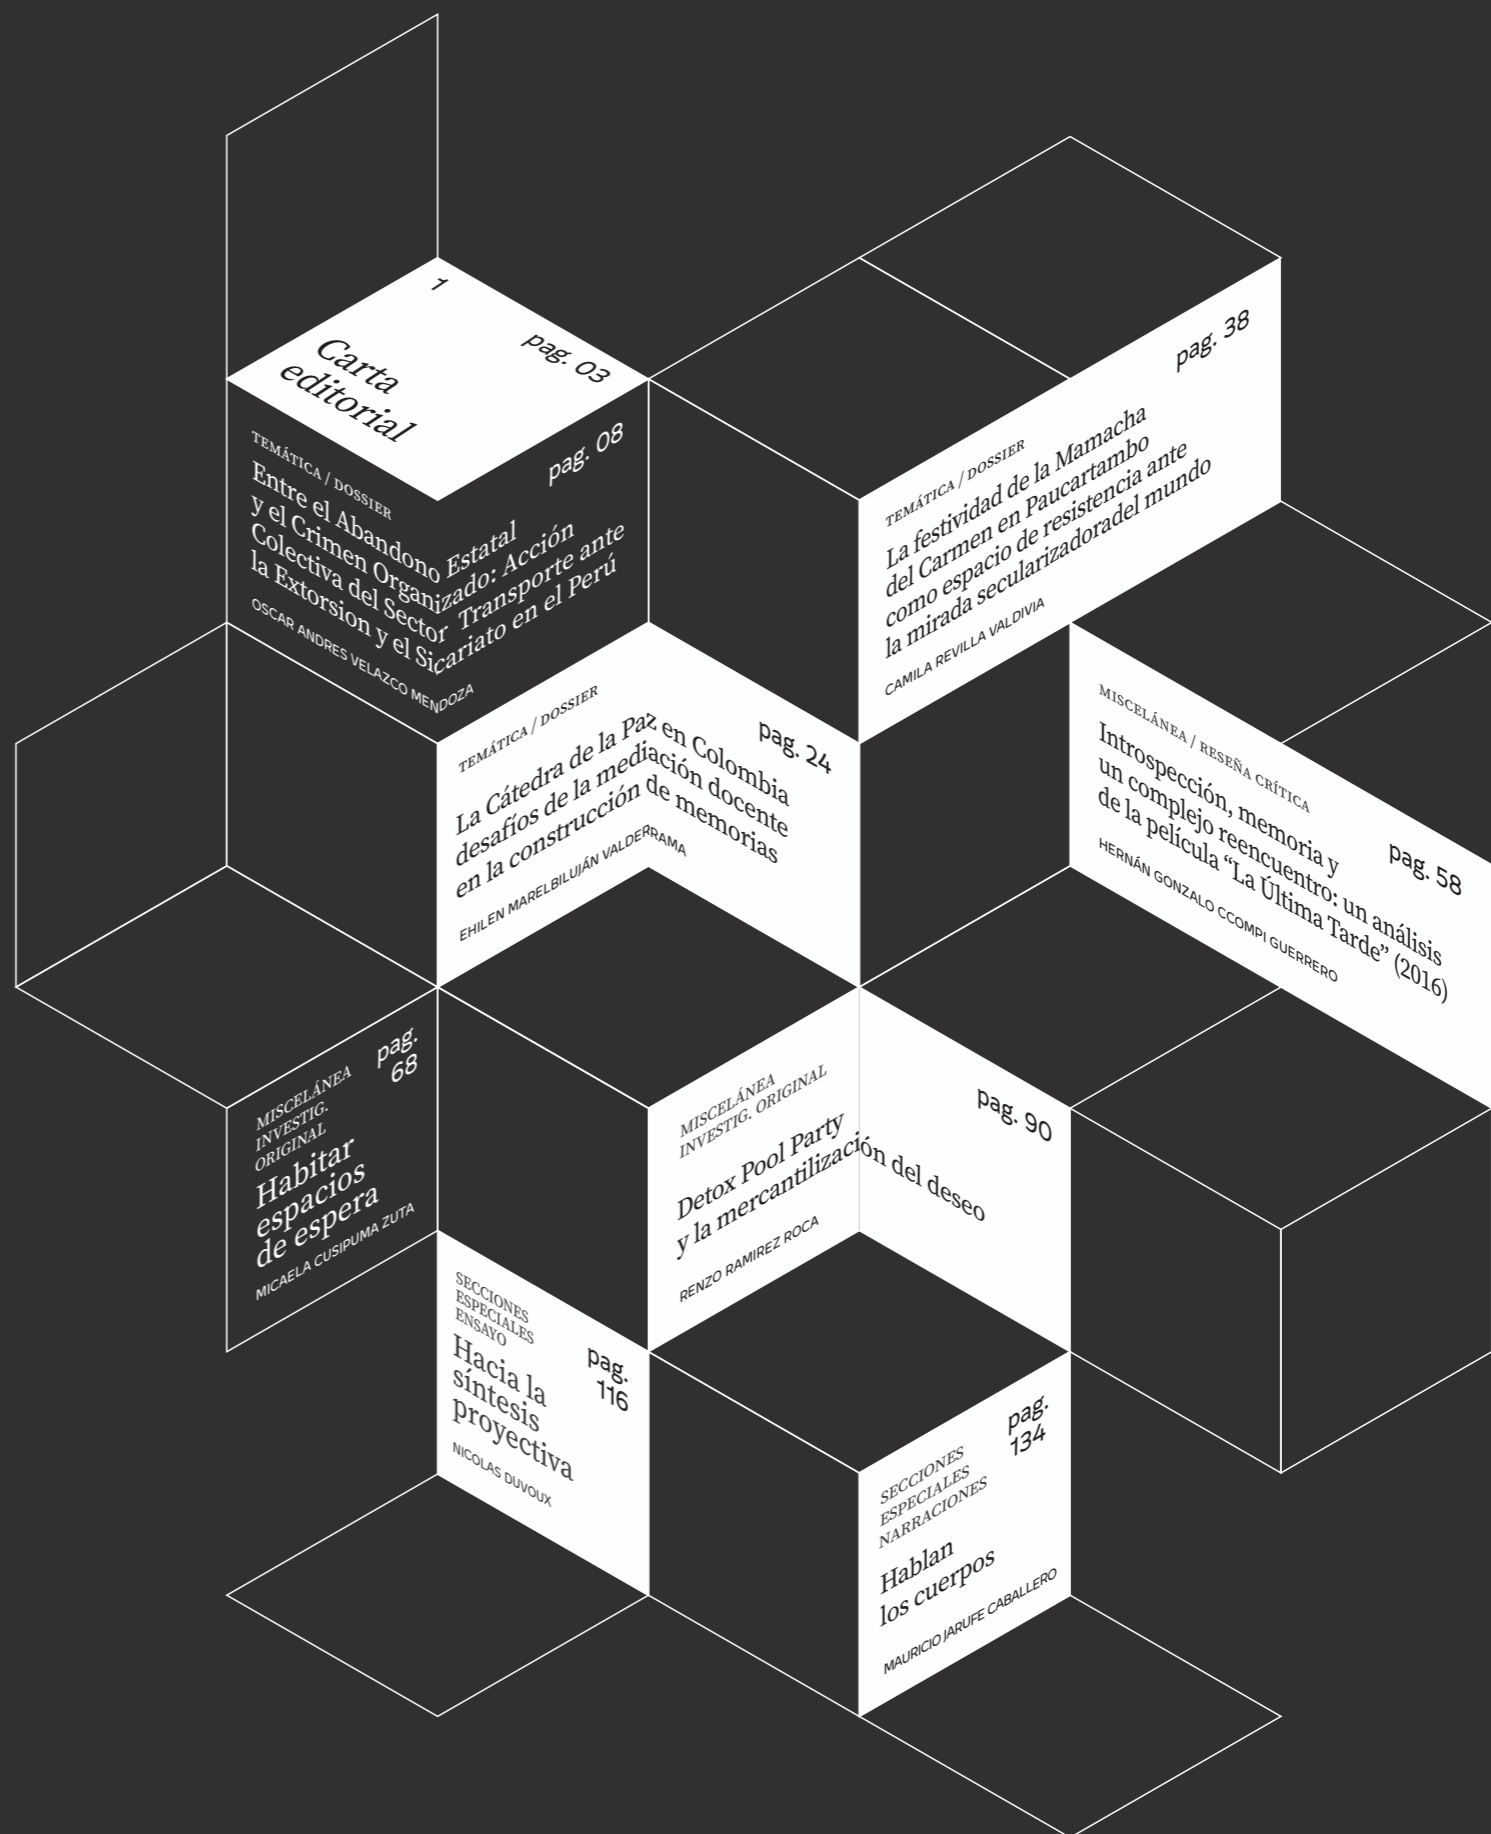 1
pag. 03
Carta
editorial
pag. 08
TEMÁTICA / DOSSIER
Entre el Abandono Estatal
y el Crimen Organizado: Acción
Colectiva del Sector Transporte ante
la Extorsion y el Sicariato en el Perú
OSCAR ANDRES VELAZCO MENDOZA
pag. 38
TEMÁTICA / DOSSIER
La festividad de la Mamacha
del Carmen en Paucartambo
como espacio de resistencia ante
la mirada secularizadoradel mundo
CAMILA REVILLA VALDIVIA
TEMÁTICA / DOSSIER
pag. 24
La Cátedra de la Paz en Colombia
desafíos de la mediación docente
en la construcción de memorias
EHILEN MARELBILUJÁN VALDERRAMA
MISCELÁNEA / RESEÑA CRÍTICA
pag. 58
Introspección, memoria y
un complejo reencuentro: un análisis
de la película “La Última Tarde” (2016)
HERNÁN GONZALO CCOMPI GUERRERO
pag.
68
MISCELÁNEA
INVESTIG.
ORIGINAL
Habitar
espacios
de espera
MICAELA CUSIPUMA ZUTA
MISCELÁNEA
INVESTIG. ORIGINAL
pag. 90
Detox Pool Party
y la mercantilización del deseo
RENZO RAMIREZ ROCA
SECCIONES
ESPECIALES
ENSAYO
pag.
116
Hacia la
síntesis
proyectiva
NICOLAS DUVOUX
pag.
134
SECCIONES
ESPECIALES
NARRACIONES
Hablan
los cuerpos
MAURICIO JARUFE CABALLERO